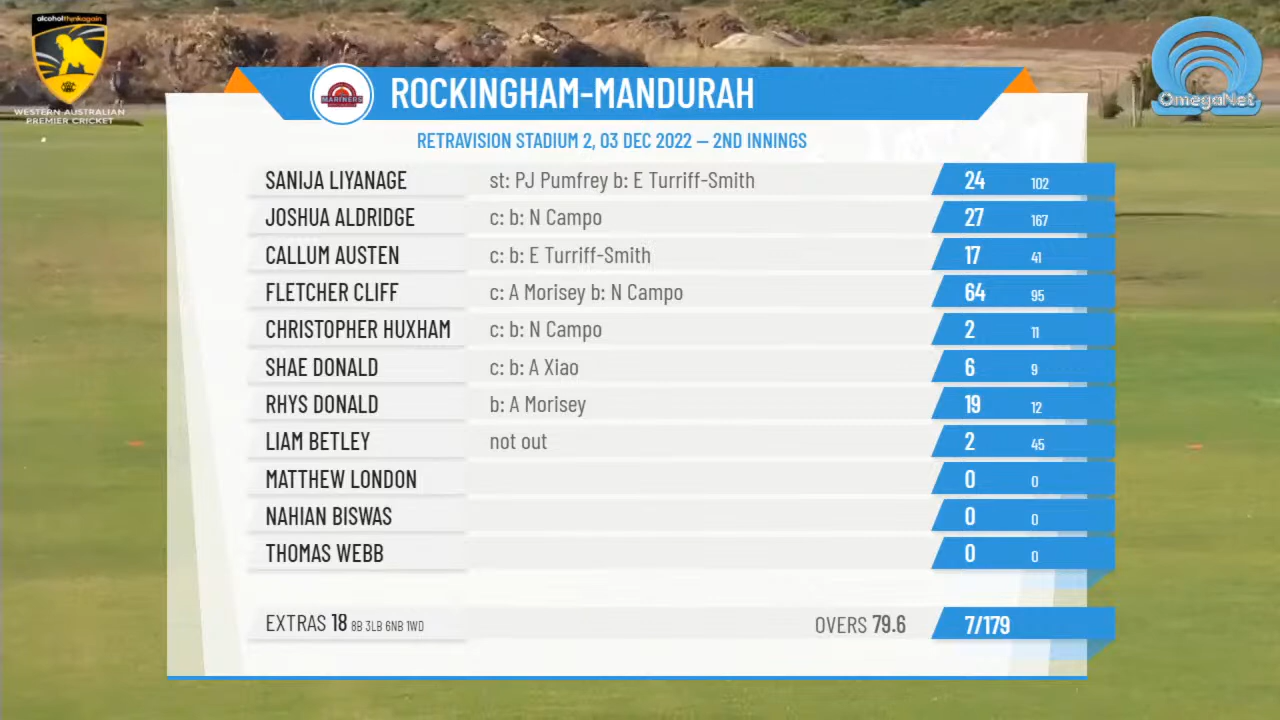 alcoholthinkagain
WESTERN AUSTRALIAN
PREMIER CRICKET
MARINERS
ROCKINGHAM-MANDURAH
OmegaNet
RETRAVISION STADIUM 2, 03 DEC 2022 – 2ND INNINGS
SANIJA LIYANAGE st: PJ Pumfrey b: E Turriff-Smith 24 102
JOSHUA ALDRIDGE c: b: N Campo 27 167
CALLUM AUSTEN c: b: E Turriff-Smith 17 41
FLETCHER CLIFF c: A Morisey b: N Campo 64 95
CHRISTOPHER HUXHAM c: b: N Campo 2 11
SHAE DONALD c: b: A Xiao 6 9
RHYS DONALD b: A Morisey 19 12
LIAM BETLEY not out 2 45
MATTHEW LONDON 0 0
NAHIAN BISWAS 0 0
THOMAS WEBB 0 0
EXTRAS 18 8B 3LB 6NB 1WD OVERS 79.6 7/179